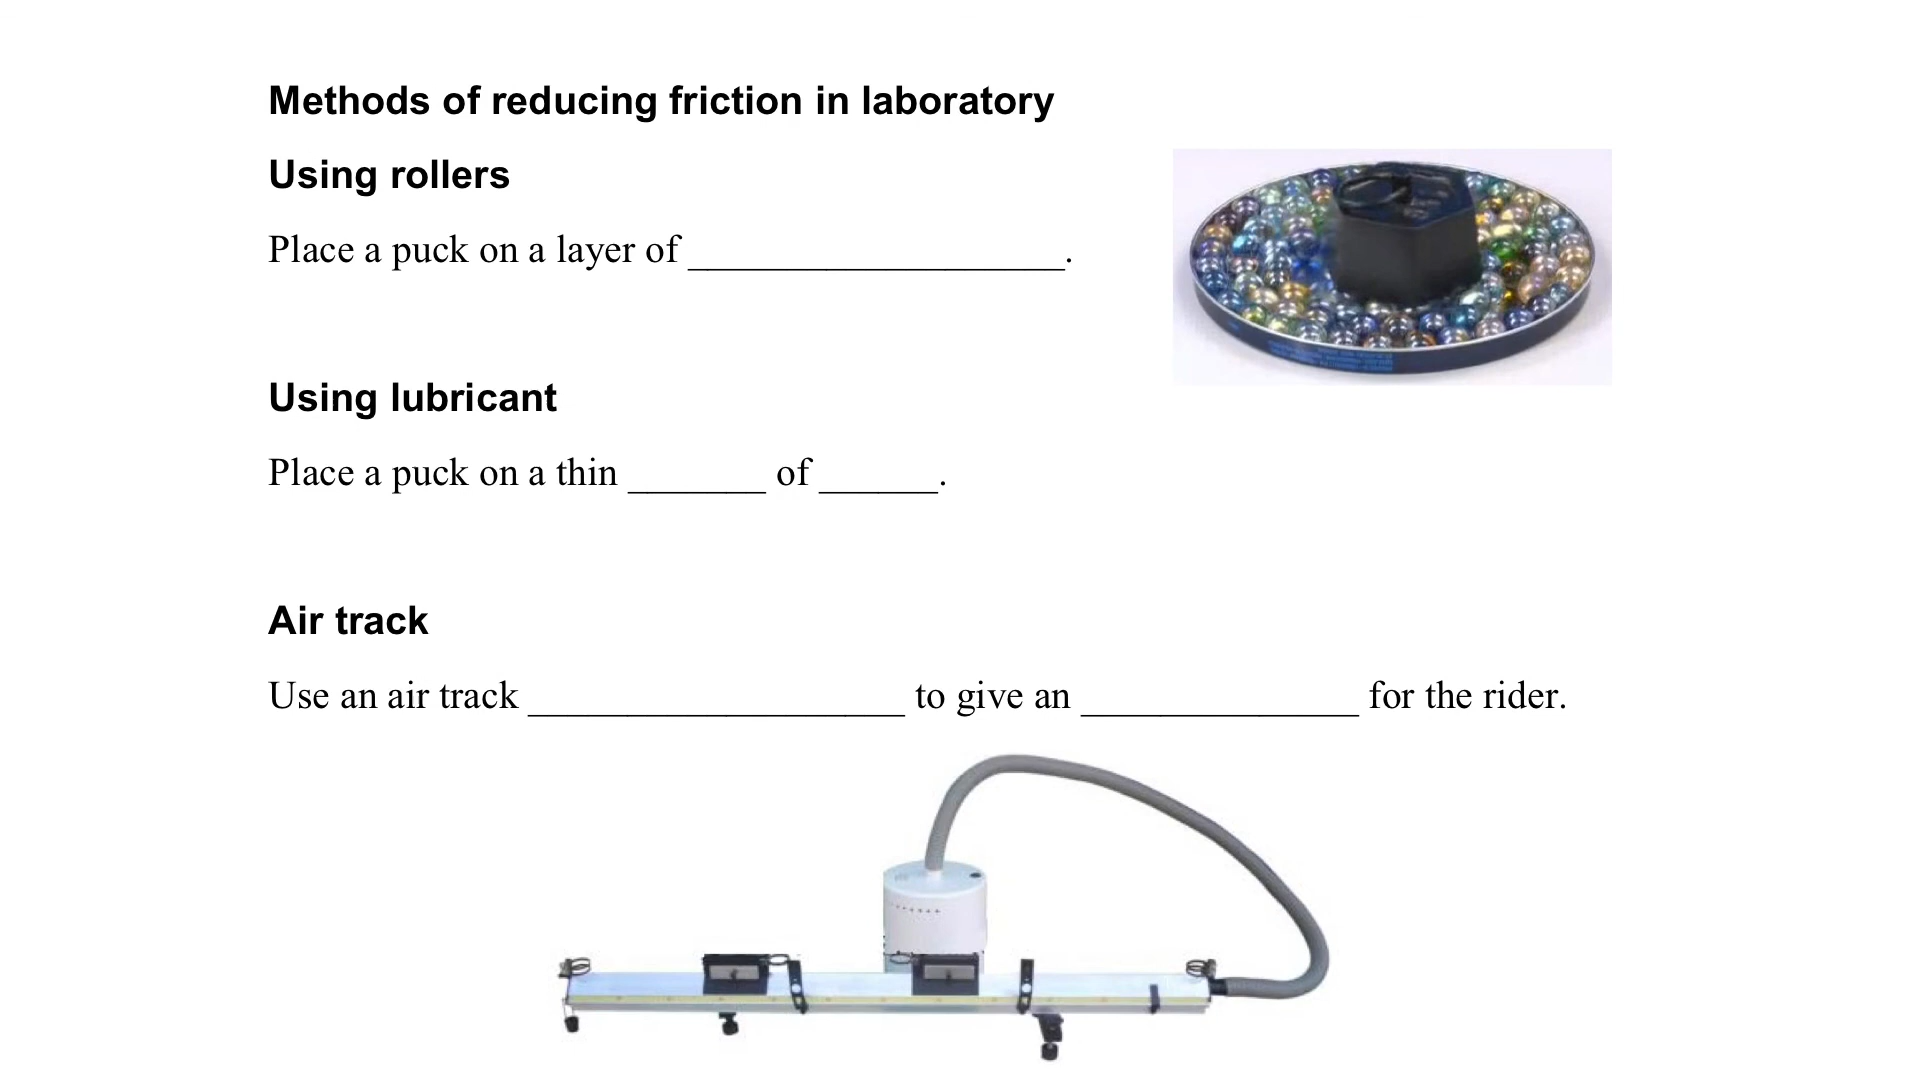 Methods of reducing friction in laboratory
Using rollers
Place a puck on a layer of ___________________.
Using lubricant
Place a puck on a thin _______ of ______.
Air track
Use an air track ___________________ to give an ______________ for the rider.